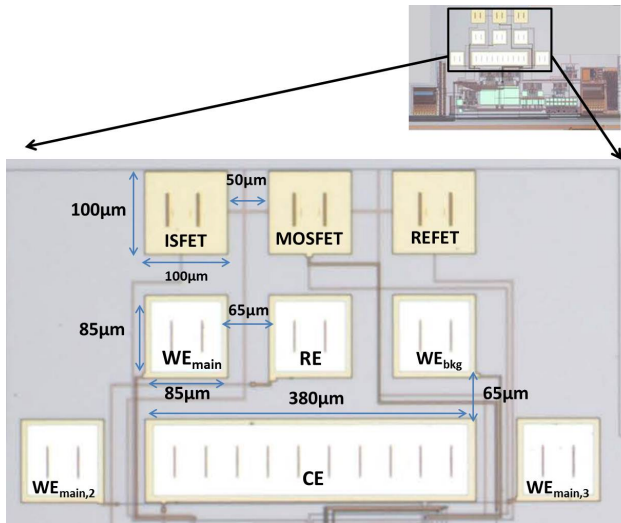 50µm
100µm
ISFET
MOSFET
REFET
100µm
65µm
85µm
WEmain
RE
WEbkg
85µm
380µm
65µm
CE
WEmain,2
WEmain,3